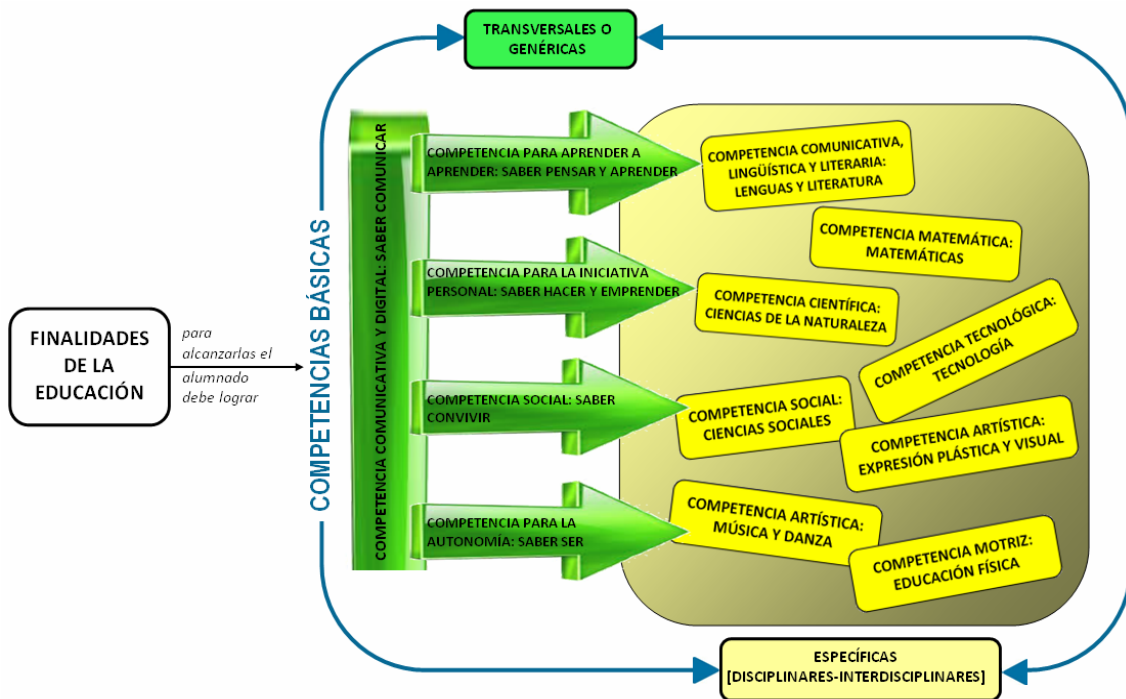 TRANSVERSALES O
GENÉRICAS
FINALIDADES
DE LA
EDUCACIÓN
para
alcanzarlas el
alumnado
debe lograr
COMPETENCIAS BÁSICAS
COMPETENCIA COMUNICATIVA Y DIGITAL: SABER COMUNICAR
COMPETENCIA PARA APRENDER A
APRENDER: SABER PENSAR Y APRENDER
COMPETENCIA PARA LA INICIATIVA
PERSONAL: SABER HACER Y EMPRENDER
COMPETENCIA SOCIAL: SABER
CONVIVIR
COMPETENCIA PARA LA
AUTONOMÍA: SABER SER
COMPETENCIA COMUNICATIVA,
LINGÜÍSTICA Y LITERARIA:
LENGUAS Y LITERATURA
COMPETENCIA MATEMÁTICA:
MATEMÁTICAS
COMPETENCIA CIENTÍFICA:
CIENCIAS DE LA NATURALEZA
COMPETENCIA TECNOLÓGICA:
TECNOLOGÍA
COMPETENCIA SOCIAL:
CIENCIAS SOCIALES
COMPETENCIA ARTÍSTICA:
EXPRESIÓN PLÁSTICA Y VISUAL
COMPETENCIA ARTÍSTICA:
MÚSICA Y DANZA
COMPETENCIA MOTRIZ:
EDUCACIÓN FÍSICA
ESPECÍFICAS
[DISCIPLINARES-INTERDISCIPLINARES]